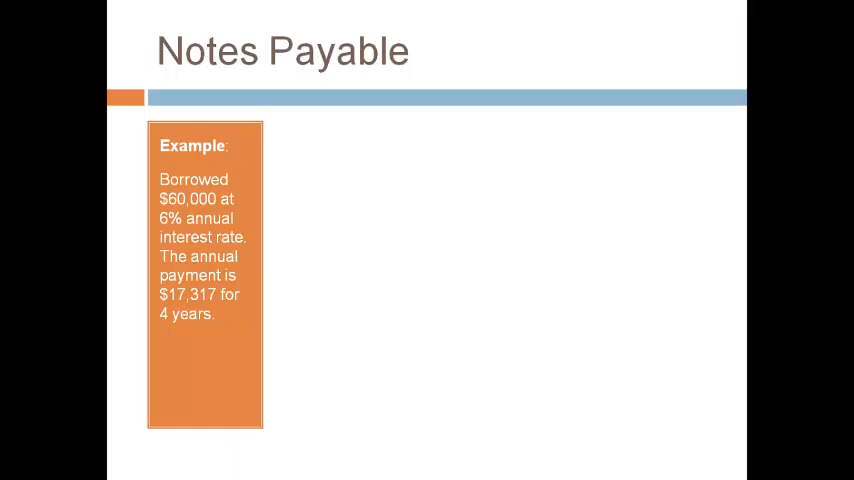 Notes Payable
Example:
Borrowed
$60,000 at
6% annual
interest rate.
The annual
payment is
$17,317 for
4 years.